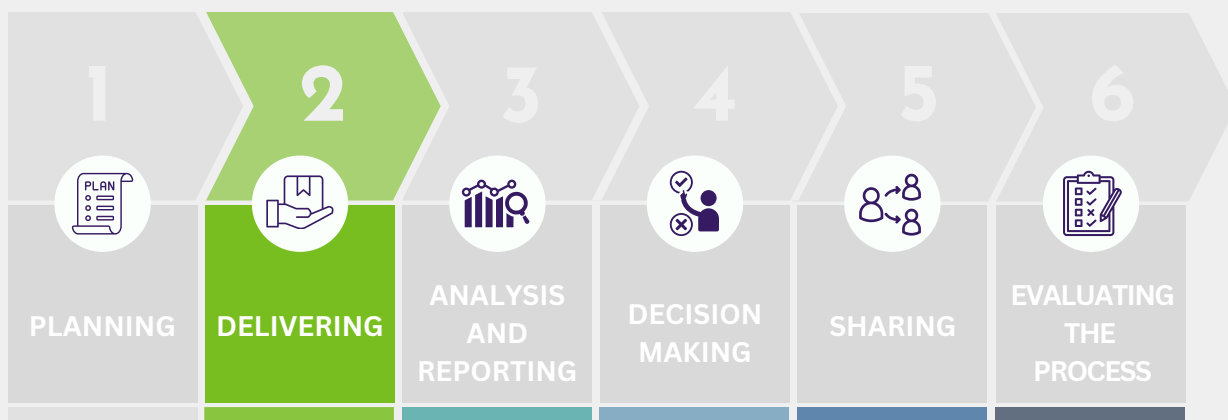 1
2
3
4
5
6
PLAN
PLANNING
DELIVERING
ANALYSIS
AND
REPORTING
DECISION
MAKING
SHARING
EVALUATING
THE
PROCESS